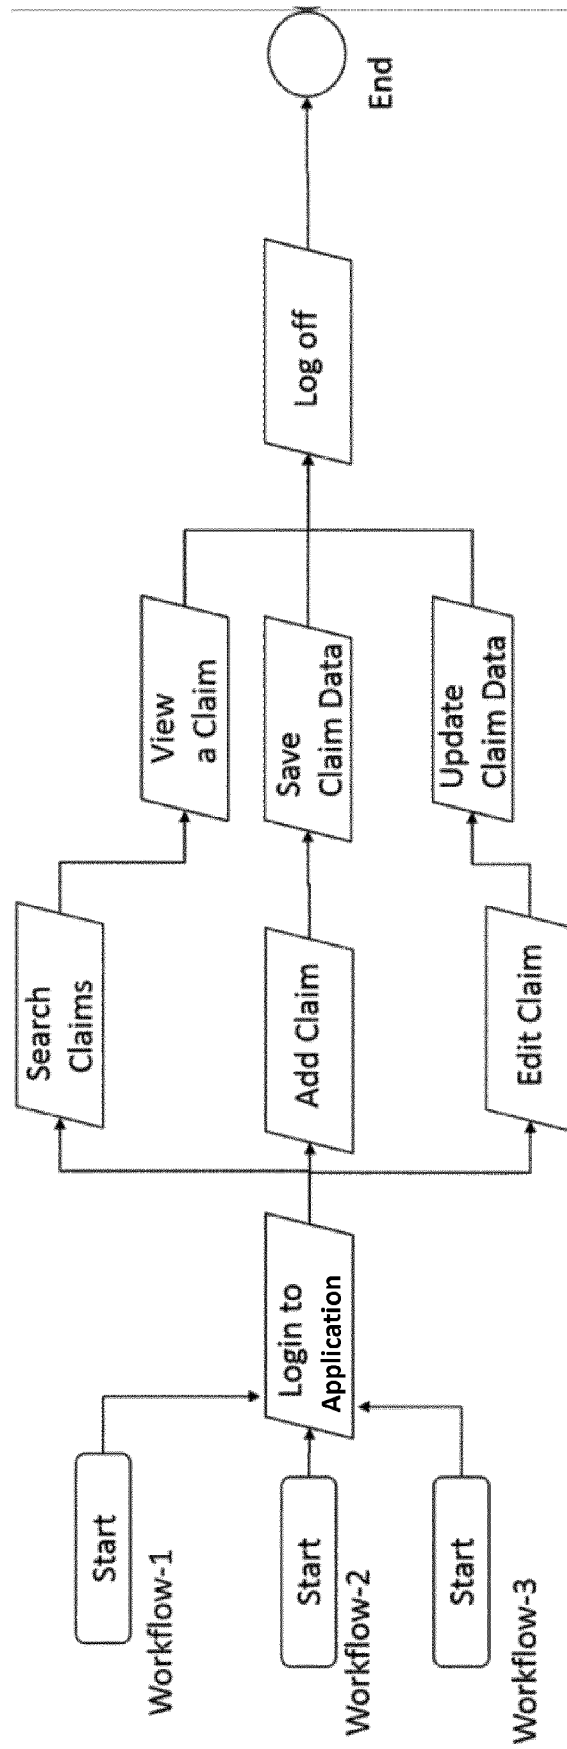 Start
Workflow-1
Start
Workflow-2
Start
Workflow-3
Login to
Application
Search
Claims
Add Claim
Edit Claim
View
a Claim
Save
Claim Data
Update
Claim Data
Log off
End